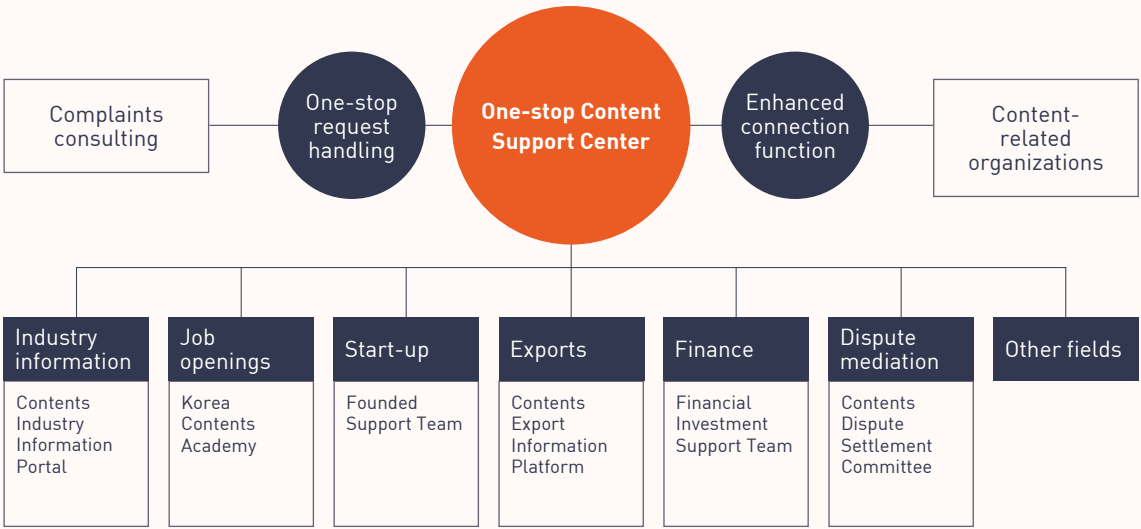 Complaints
consulting
One-stop
request
handling
One-stop Content
Support Center
Enhanced
connection
function
Content-
related
organizations
Industry
information
Contents
Industry
Information
Portal
Job
openings
Korea
Contents
Academy
Start-up
Founded
Support Team
Exports
Contents
Export
Information
Platform
Finance
Financial
Investment
Support Team
Dispute
mediation
Contents
Dispute
Settlement
Committee
Other fields